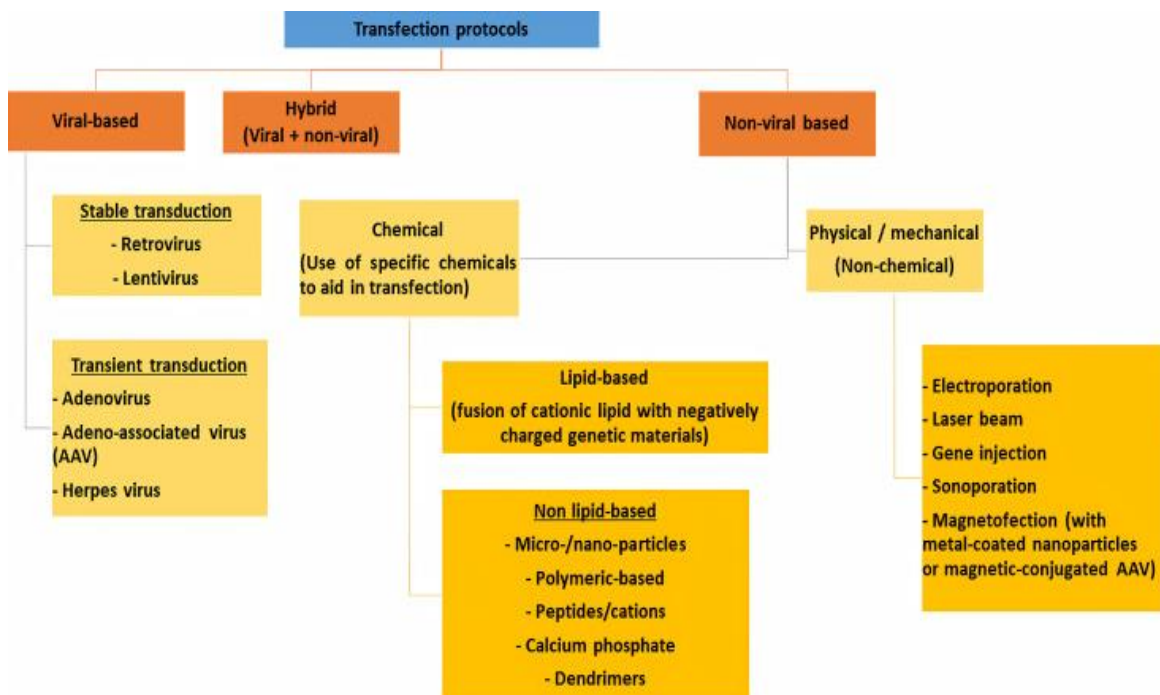 Transfection protocols
Viral-based
Hybrid
(Viral + non-viral)
Non-viral based
Stable transduction
- Retrovirus
- Lentivirus
Transient transduction
- Adenovirus
- Adeno-associated virus
(AAV)
- Herpes virus
Chemical
(Use of specific chemicals
to aid in transfection)
Lipid-based
(fusion of cationic lipid with negatively
charged genetic materials)
Non lipid-based
- Micro-/nano-particles
- Polymeric-based
- Peptides/cations
- Calcium phosphate
- Dendrimers
Physical / mechanical
(Non-chemical)
- Electroporation
- Laser beam
- Gene injection
- Sonoporation
- Magnetofection (with
metal-coated nanoparticles
or magnetic-conjugated AAV)